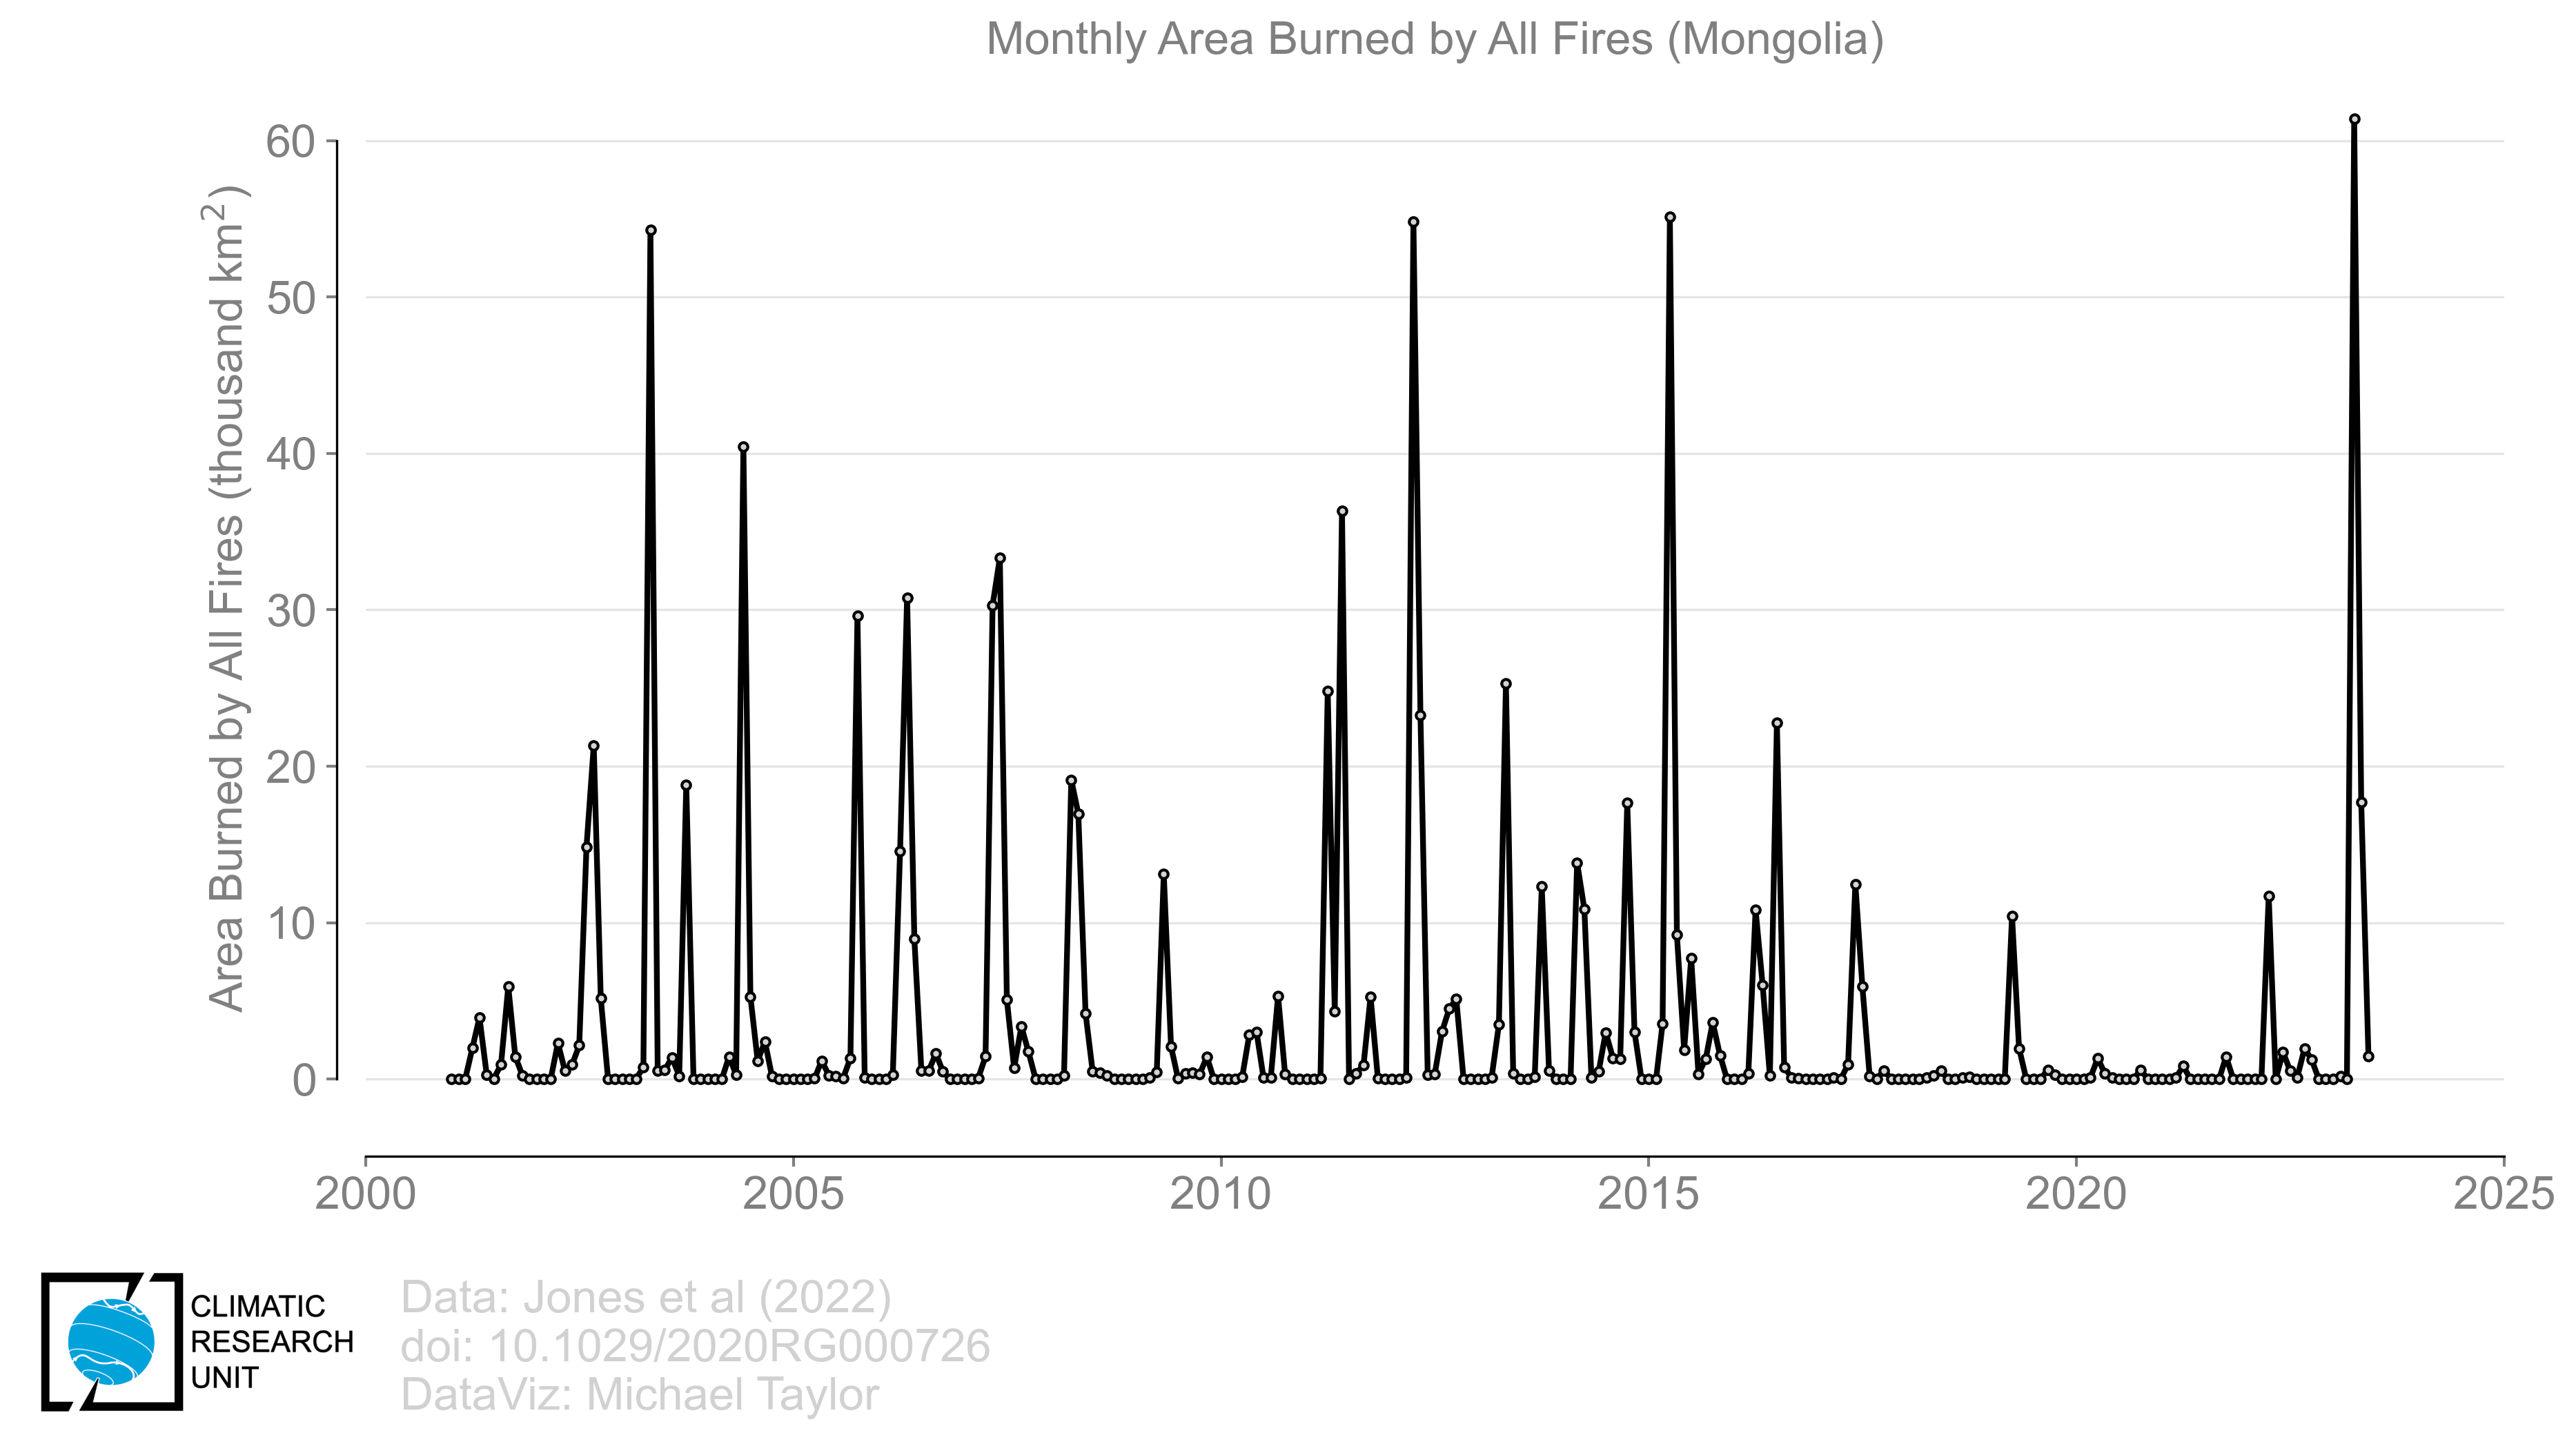 Monthly Area Burned by All Fires (Mongolia)
Area Burned by All Fires (thousand km²)
60
50
40
30
20
10
0
2000 2005 2010 2015 2020 2025
CLIMATIC
RESEARCH
UNIT
Data: Jones et al (2022)
doi: 10.1029/2020RG000726
DataViz: Michael Taylor